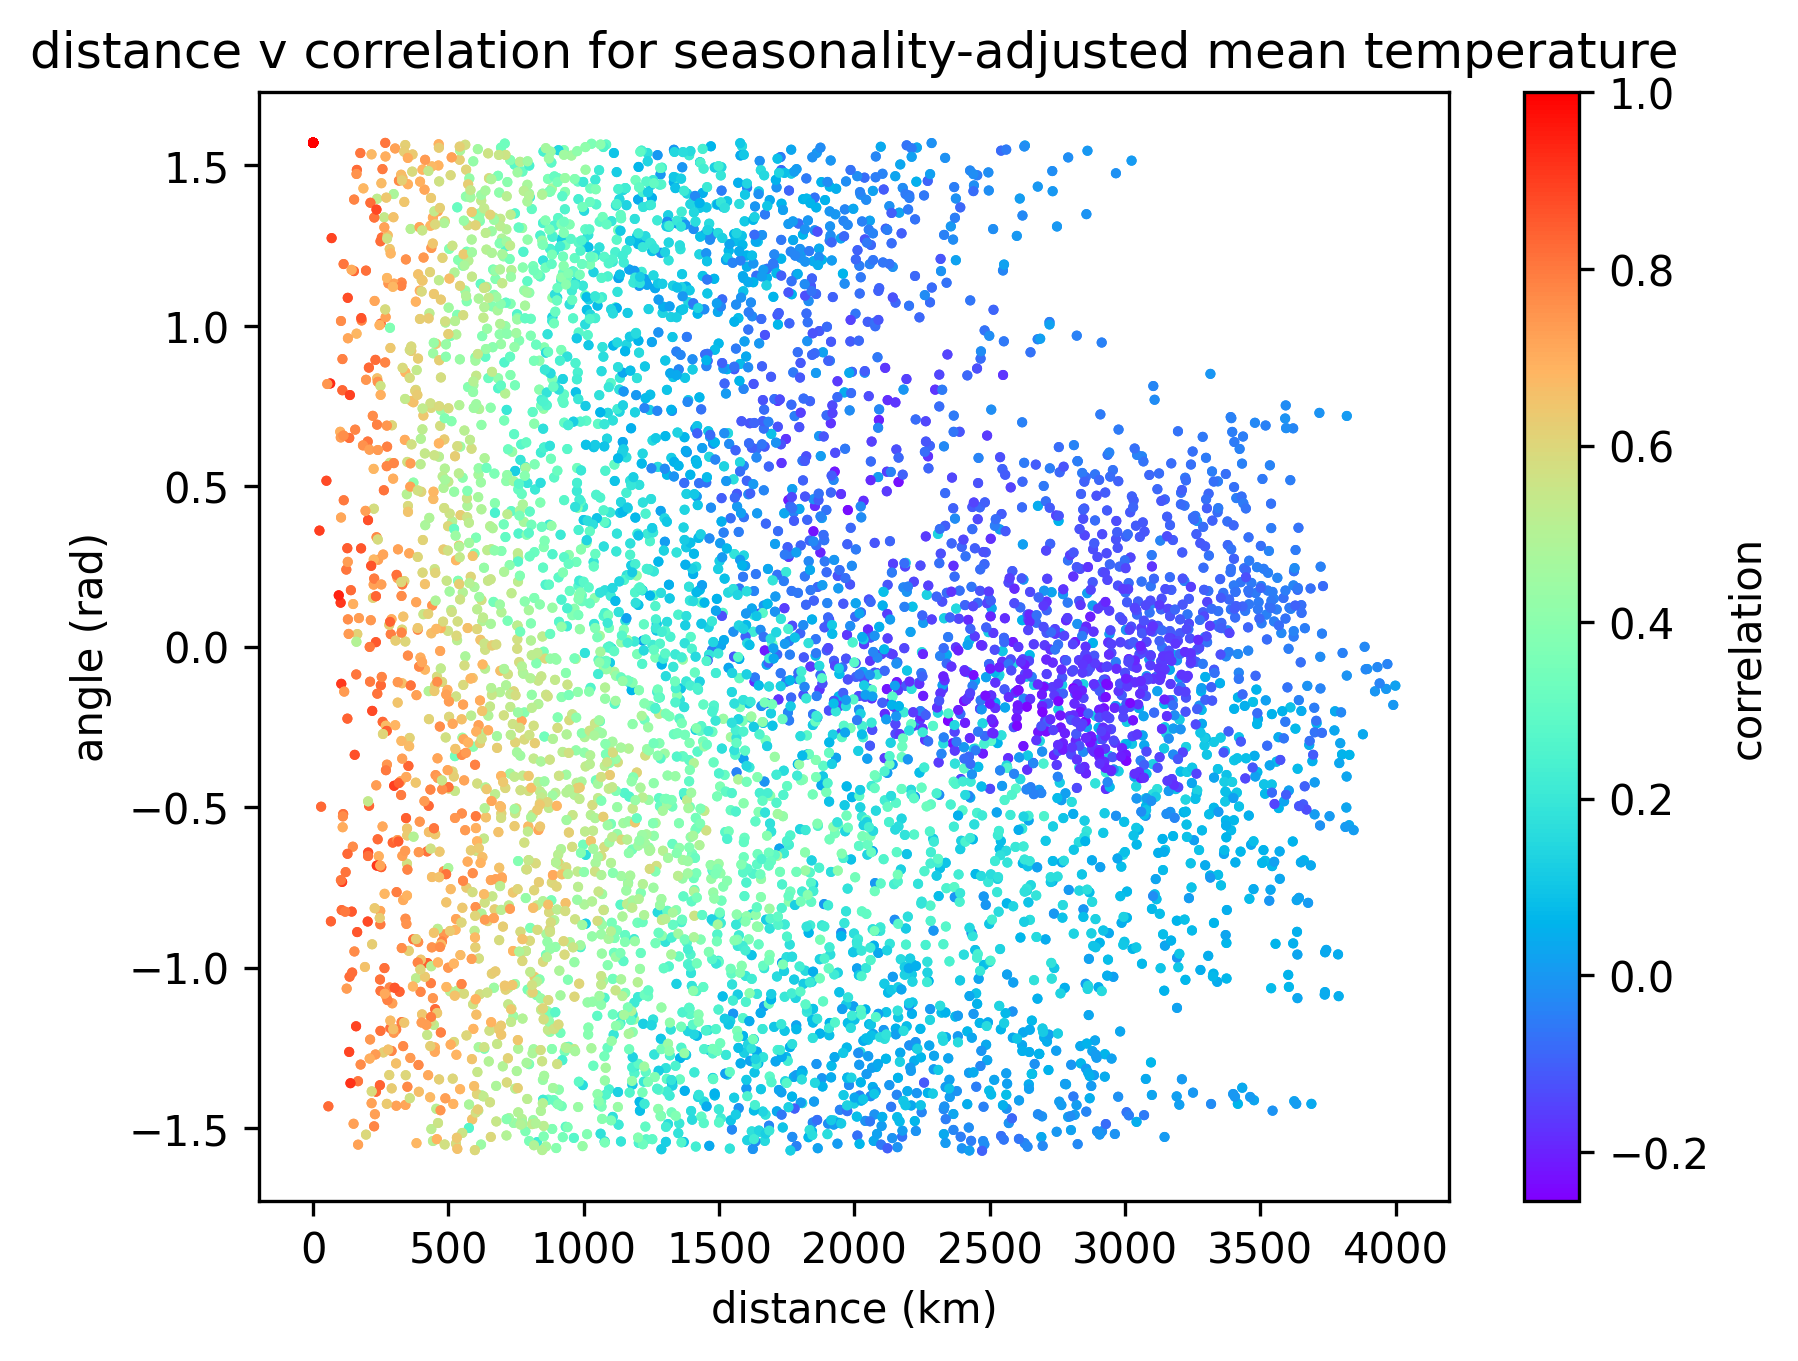 distance v correlation for seasonality-adjusted mean temperature
1.5
1.0
0.5
0.0
−0.5
−1.0
−1.5
angle (rad)
0 500 1000 1500 2000 2500 3000 3500 4000
distance (km)
1.0
0.8
0.6
0.4
0.2
0.0
−0.2
correlation